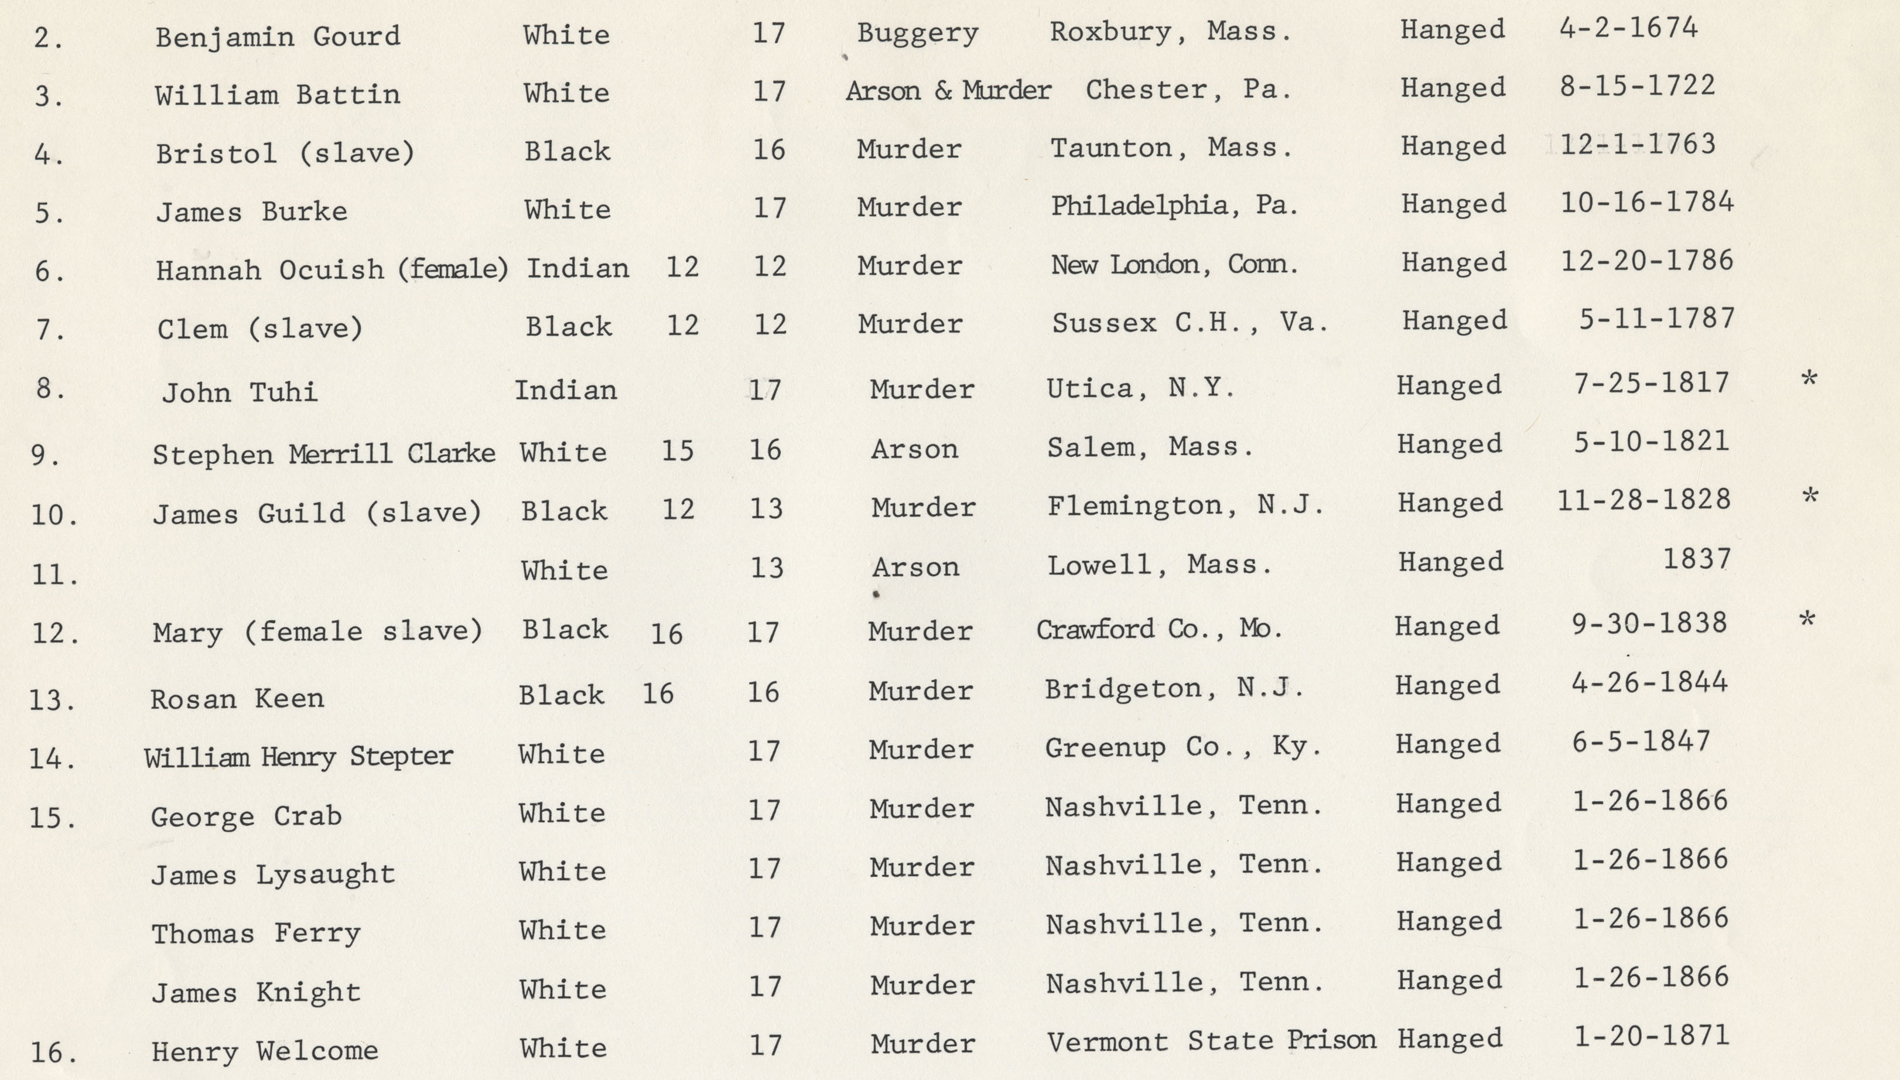 2. Benjamin Gourd White 17 Buggery Roxbury, Mass. Hanged 4-2-1674
3. William Battin White 17 Arson & Murder Chester, Pa. Hanged 8-15-1722
4. Bristol (slave) Black 16 Murder Taunton, Mass. Hanged 12-1-1763
5. James Burke White 17 Murder Philadelphia, Pa. Hanged 10-16-1784
6. Hannah Ocuish (female) Indian 12 12 Murder New London, Conn. Hanged 12-20-1786
7. Clem (slave) Black 12 12 Murder Sussex C.H., Va. Hanged 5-11-1787
8. John Tuhi Indian 17 Murder Utica, N.Y. Hanged 7-25-1817 *
9. Stephen Merrill Clarke White 15 16 Arson Salem, Mass. Hanged 5-10-1821
10. James Guild (slave) Black 12 13 Murder Flemington, N.J. Hanged 11-28-1828 *
11. White 13 Arson Lowell, Mass. Hanged 1837
12. Mary (female slave) Black 16 17 Murder Crawford Co., Mo. Hanged 9-30-1838 *
13. Rosan Keen Black 16 16 Murder Bridgeton, N.J. Hanged 4-26-1844
14. William Henry Stepter White 17 Murder Greenup Co., Ky. Hanged 6-5-1847
15. George Crab White 17 Murder Nashville, Tenn. Hanged 1-26-1866
James Lysaught White 17 Murder Nashville, Tenn. Hanged 1-26-1866
Thomas Ferry White 17 Murder Nashville, Tenn. Hanged 1-26-1866
James Knight White 17 Murder Nashville, Tenn. Hanged 1-26-1866
16. Henry Welcome White 17 Murder Vermont State Prison Hanged 1-20-1871